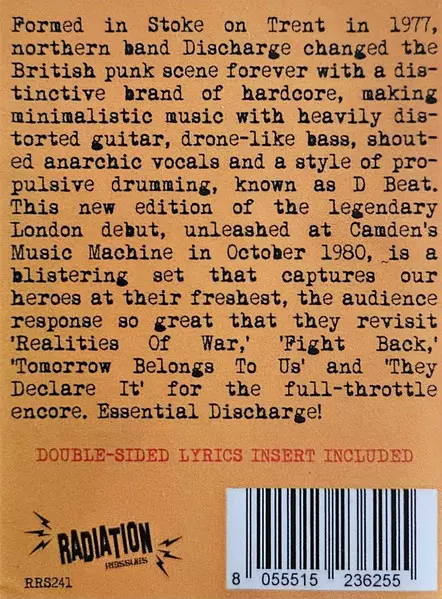 Formed in Stoke on Trent in 1977,
northern band Discharge changed the
British punk scene forever with a dis-
tinctive brand of hardcore, making
minimalistic music with heavily dis-
torted guitar, drone-like bass, shout-
ed anarchic vocals and a style of pro-
pulsive drumming, known as D Beat.
This new edition of the legendary
London debut, unleashed at Camden's
Music Machine in October 1980, is a
blistering set that captures our
heroes at their freshest, the audience
response so great that they revisit
'Realities Of War,' 'Fight Back,'
'Tomorrow Belongs To Us' and 'They
Declare It' for the full-throttle
encore. Essential Discharge!
DOUBLE-SIDED LYRICS INSERT INCLUDED
RADIATION
REISSUES
RRS241
8 055515 236255